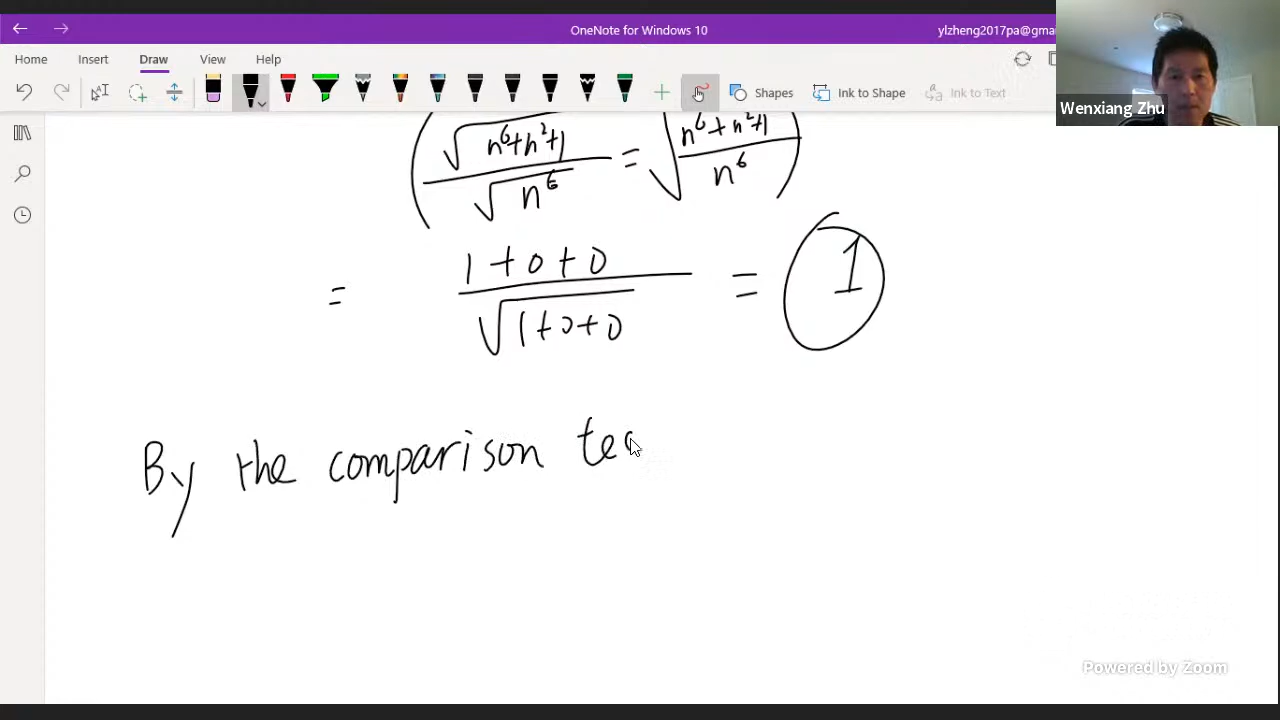 OneNote for Windows 10
ylzheng2017pa@gma
Home Insert Draw View Help
Shapes Ink to Shape Ink to Text
Wenxiang Zhu
(√(n⁶+n²+1) / √(n⁶) = √((n⁶+n²+1) / n⁶))
= (1+0+0) / √(1+0+0) = 1
By the comparison tes
Powered by Zoom